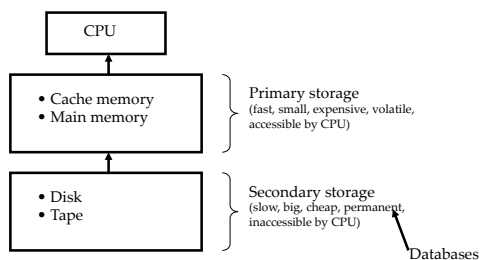 CPU
• Cache memory
• Main memory
Primary storage
(fast, small, expensive, volatile,
accessible by CPU)
• Disk
• Tape
Secondary storage
(slow, big, cheap, permanent,
inaccessible by CPU)
Databases